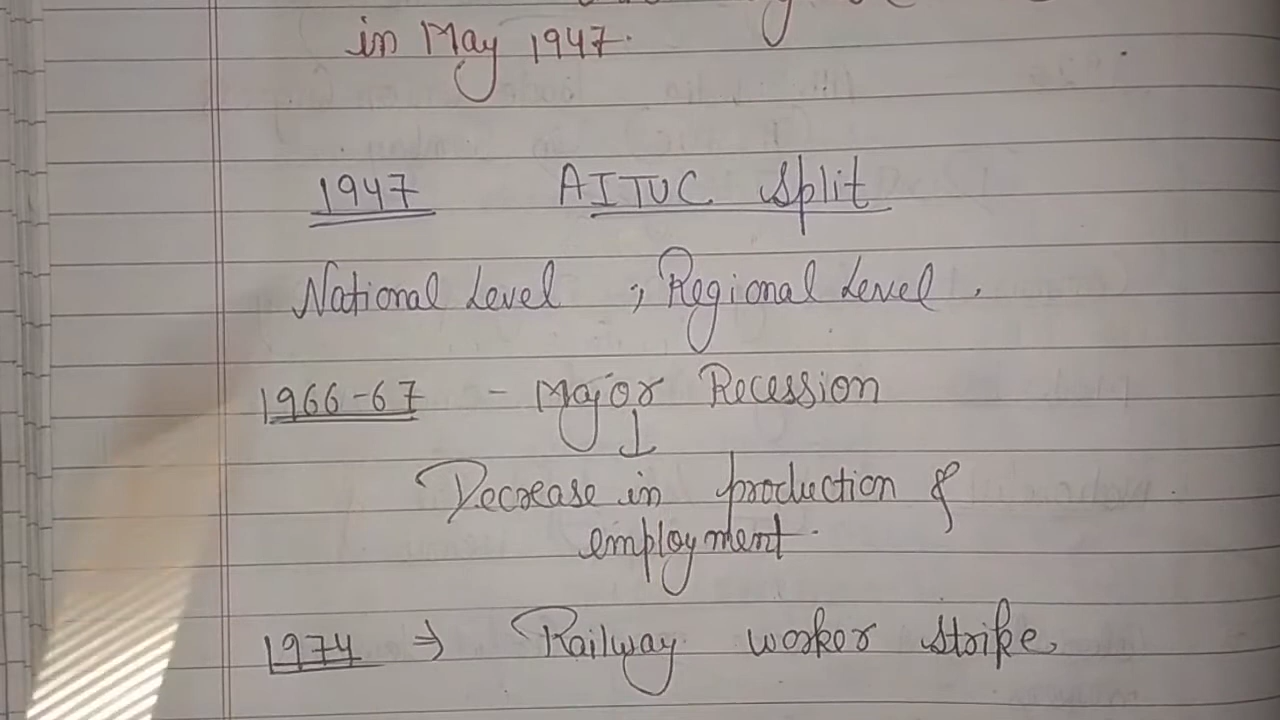 in May 1947.
1947 AITUC split
National Level ; Regional Level .
1966-67 - Major Recession
↓
Decrease in production &
employment.
1974 ⇒ Railway worker strike.